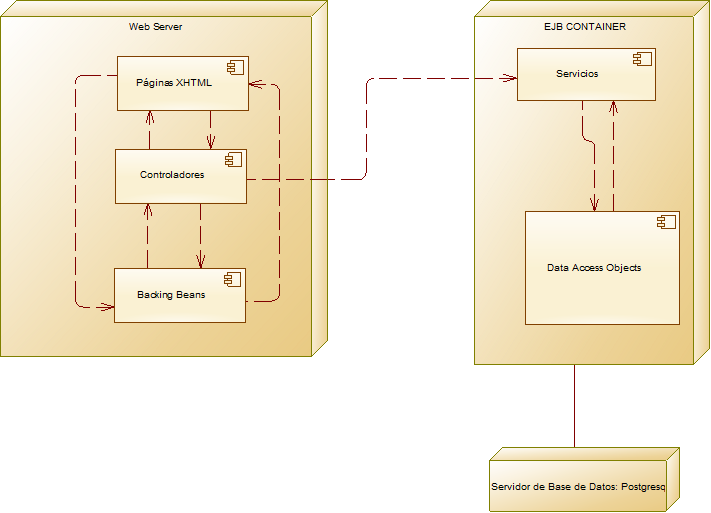 Web Server
Páginas XHTML
Controladores
Backing Beans
EJB CONTAINER
Servicios
Data Access Objects
Servidor de Base de Datos: Postgresq